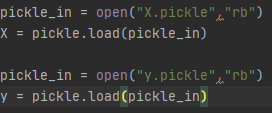 pickle_in = open("X.pickle","rb")
X = pickle.load(pickle_in)
pickle_in = open("y.pickle","rb")
y = pickle.load(pickle_in)